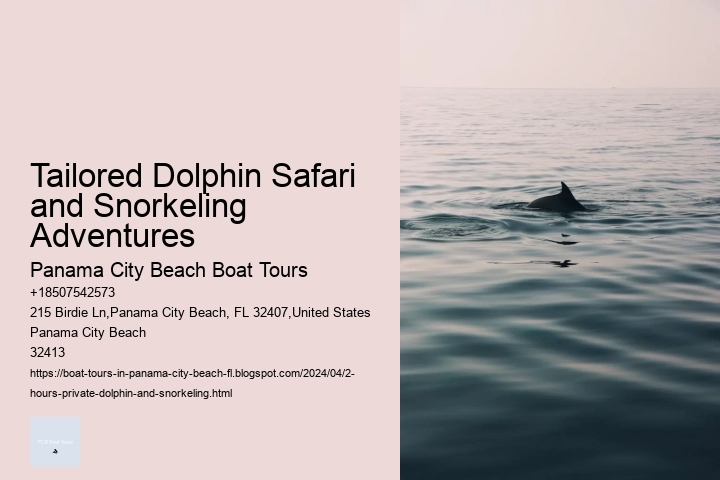 Tailored Dolphin Safari
and Snorkeling
Adventures
Panama City Beach Boat Tours
+18507542573
215 Birdie Ln,Panama City Beach, FL 32407,United States
Panama City Beach
32413
https://boat-tours-in-panama-city-beach-fl.blogspot.com/2024/04/2-
hours-private-dolphin-and-snorkeling.html